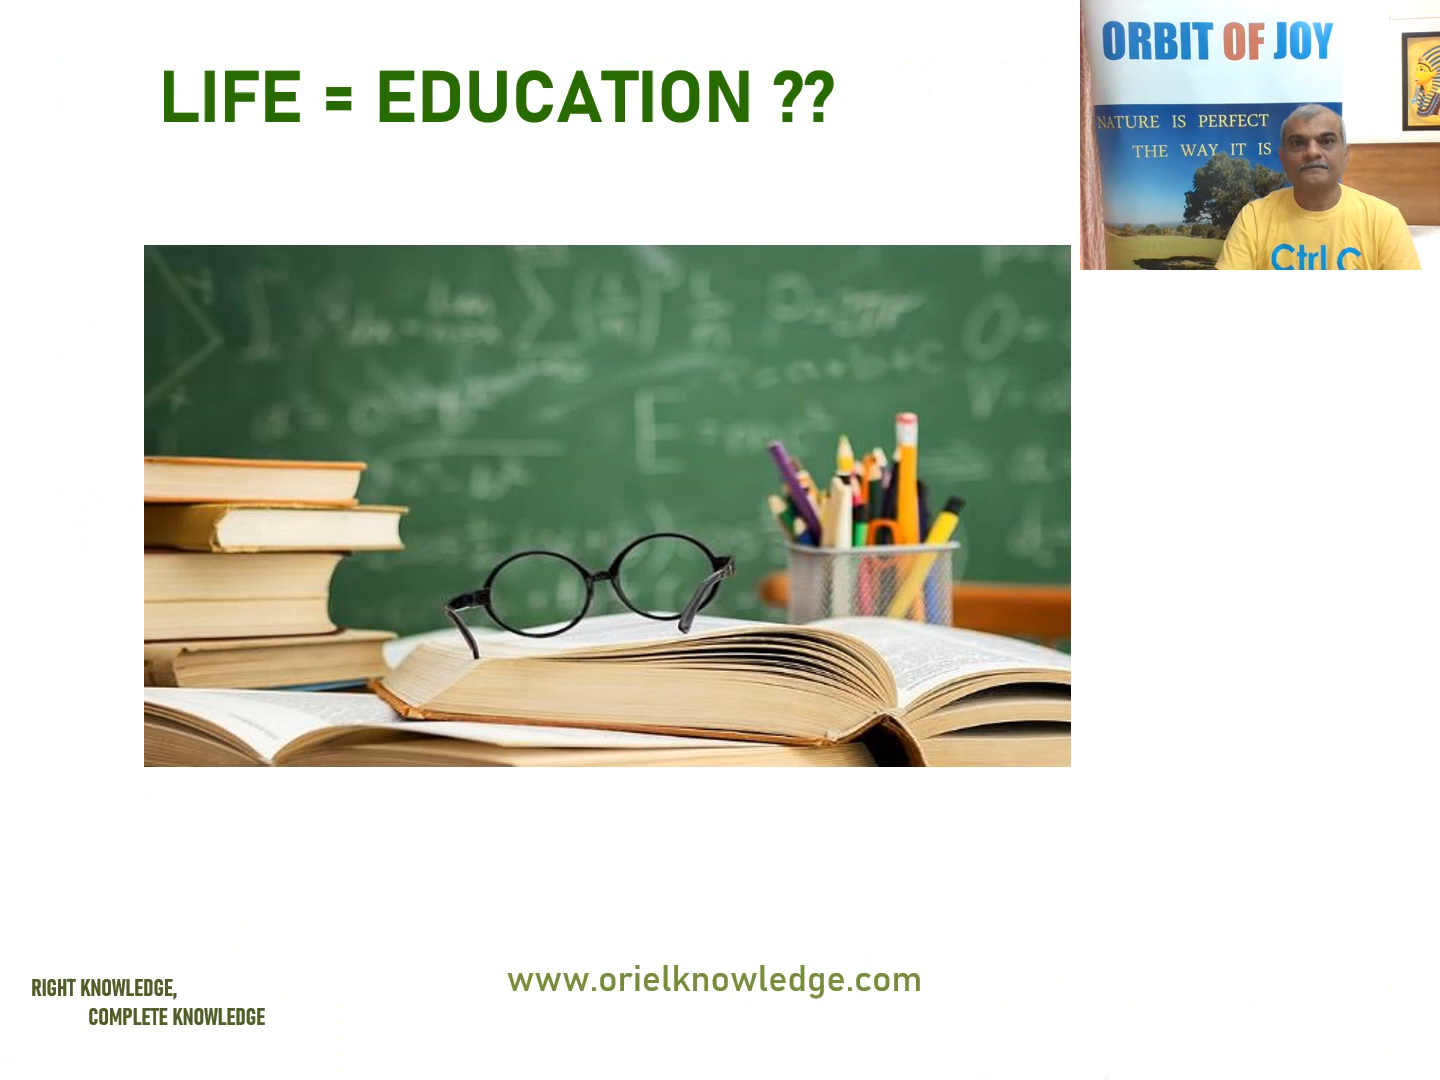 LIFE = EDUCATION ??
ORBIT OF JOY
NATURE IS PERFECT
THE WAY IT IS
Ctrl C
RIGHT KNOWLEDGE,
COMPLETE KNOWLEDGE
www.orielknowledge.com